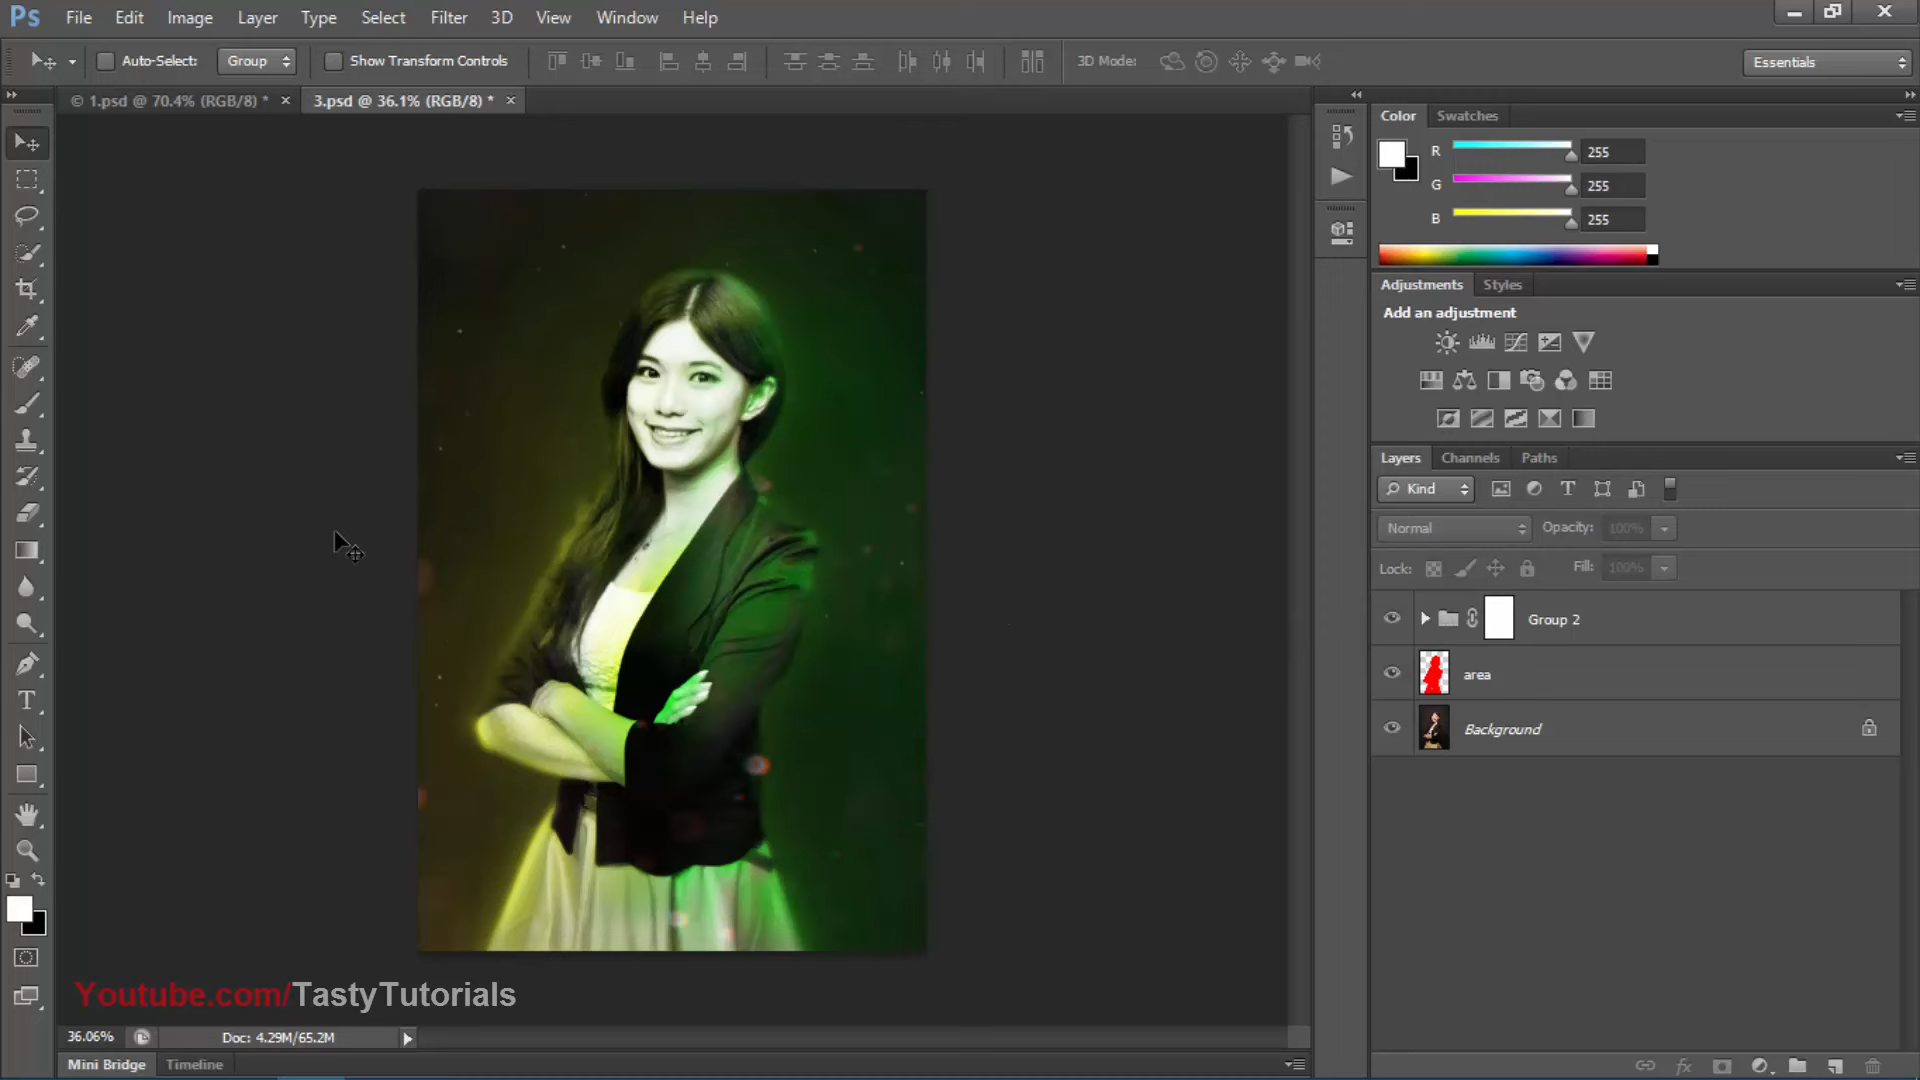 Ps File Edit Image Layer Type Select Filter 3D View Window Help
Auto-Select: Group Show Transform Controls 3D Mode: Essentials
© 1.psd @ 70.4% (RGB/8) * × 3.psd @ 36.1% (RGB/8) * ×
Color Swatches
R 255
G 255
B 255
Adjustments Styles
Add an adjustment
Layers Channels Paths
Kind T
Normal Opacity: 100%
Lock: Fill: 100%
Group 2
area
Background
Youtube.com/TastyTutorials
36.06% Doc: 4.29M/65.2M
Mini Bridge Timeline
fx